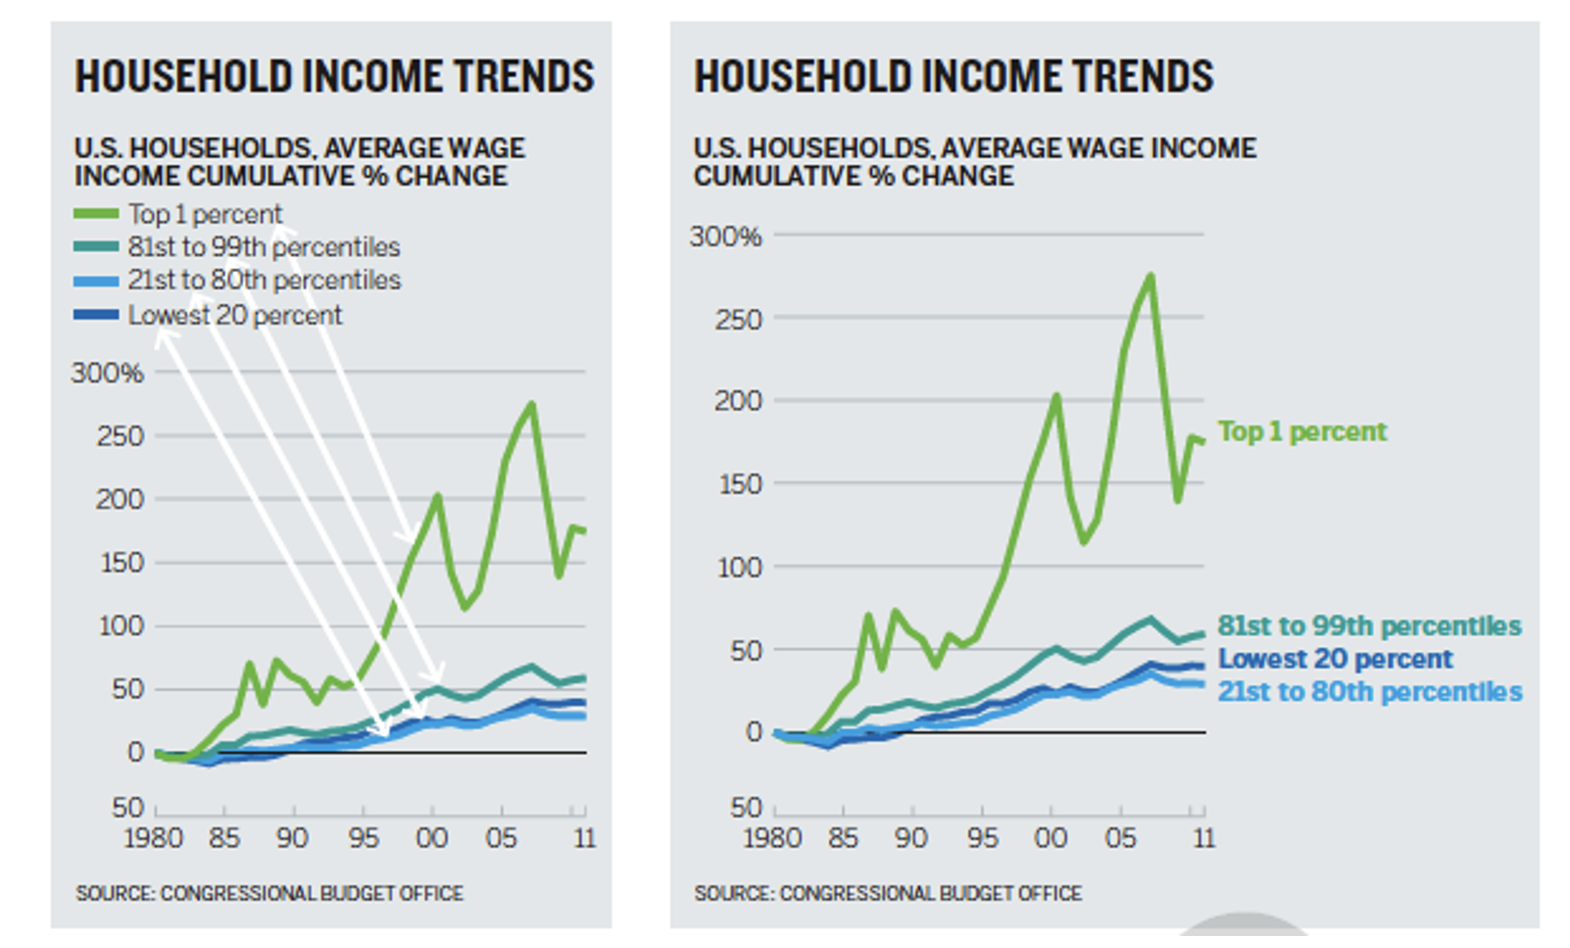 HOUSEHOLD INCOME TRENDS
U.S. HOUSEHOLDS, AVERAGE WAGE
INCOME CUMULATIVE % CHANGE
Top 1 percent
81st to 99th percentiles
21st to 80th percentiles
Lowest 20 percent
300%
250
200
150
100
50
0
50
1980 85 90 95 00 05 11
SOURCE: CONGRESSIONAL BUDGET OFFICE
HOUSEHOLD INCOME TRENDS
U.S. HOUSEHOLDS, AVERAGE WAGE INCOME
CUMULATIVE % CHANGE
300%
250
200
150
100
50
0
50
Top 1 percent
81st to 99th percentiles
Lowest 20 percent
21st to 80th percentiles
1980 85 90 95 00 05 11
SOURCE: CONGRESSIONAL BUDGET OFFICE